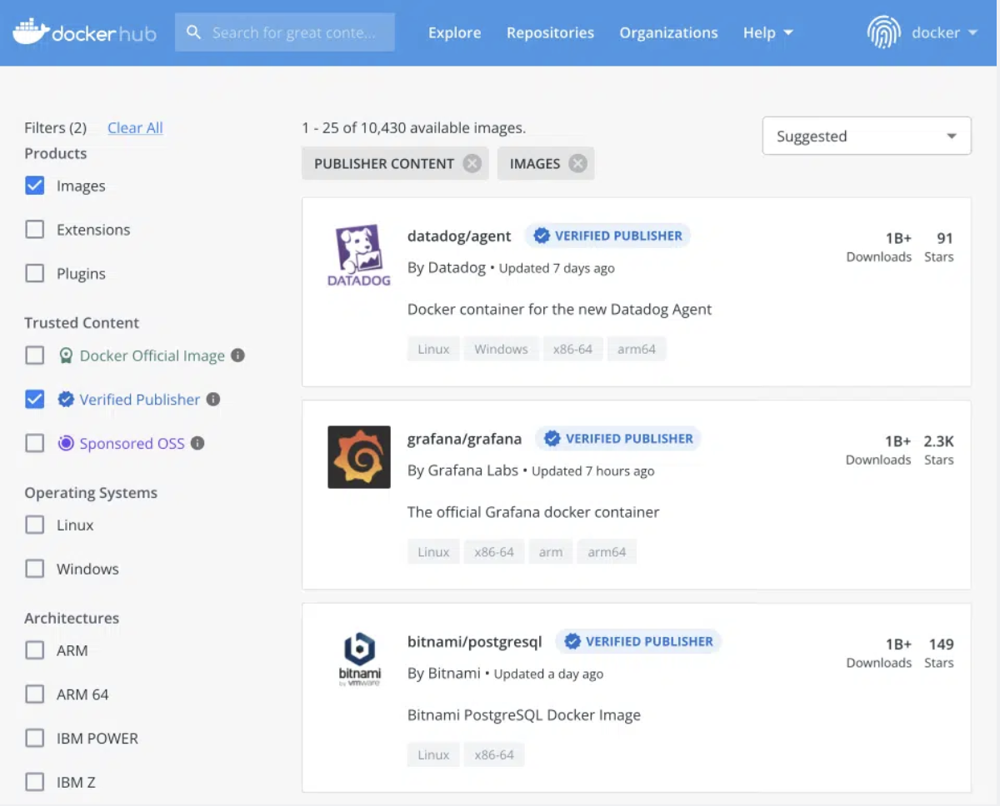 dockerhub
Search for great conte...
Explore
Repositories
Organizations
Help
docker
Filters (2)
Clear All
Products
Images
Extensions
Plugins
Trusted Content
Docker Official Image
Verified Publisher
Sponsored OSS
Operating Systems
Linux
Windows
Architectures
ARM
ARM 64
IBM POWER
IBM Z
1 - 25 of 10,430 available images.
Suggested
PUBLISHER CONTENT
IMAGES
DATADOG
datadog/agent
VERIFIED PUBLISHER
By Datadog • Updated 7 days ago
Docker container for the new Datadog Agent
Linux
Windows
x86-64
arm64
1B+
Downloads
91
Stars
grafana/grafana
VERIFIED PUBLISHER
By Grafana Labs • Updated 7 hours ago
The official Grafana docker container
Linux
x86-64
arm
arm64
1B+
Downloads
2.3K
Stars
bitnami
by vmware
bitnami/postgresql
VERIFIED PUBLISHER
By Bitnami • Updated a day ago
Bitnami PostgreSQL Docker Image
Linux
x86-64
1B+
Downloads
149
Stars